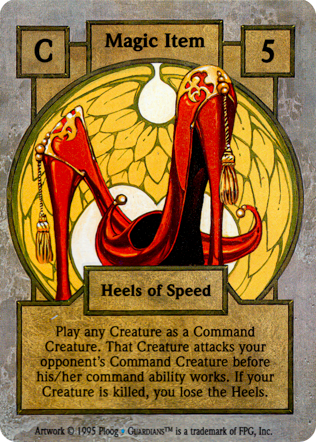 C
Magic Item
5
Heels of Speed
Play any Creature as a Command
Creature. That Creature attacks your
opponent's Command Creature before
his/her command ability works. If your
Creature is killed, you lose the Heels.
Artwork © 1995 Ploog GUARDIANS™ is a trademark of FPG, Inc.